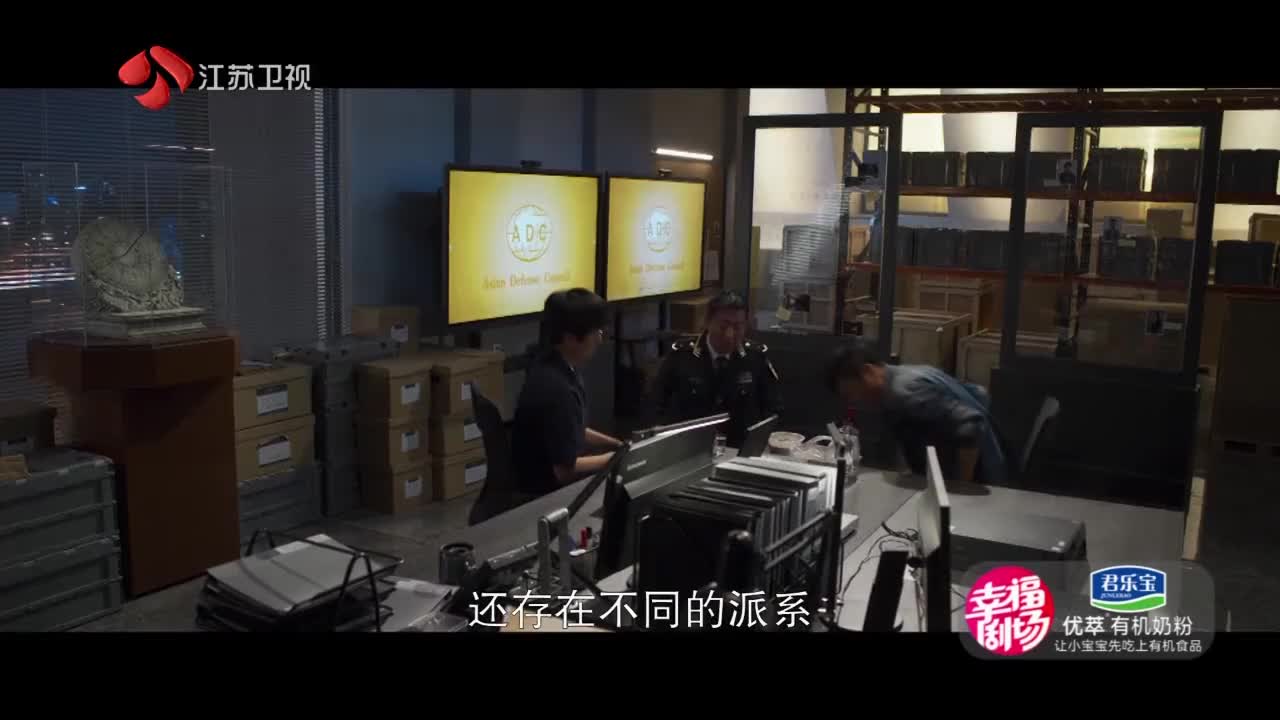 江苏卫视
ADC
Asian Defense Council
ADC
Asian Defense Council
还存在不同的派系
幸福剧场
君乐宝
JUNLEBAO
优萃 有机奶粉
让小宝宝先吃上有机食品